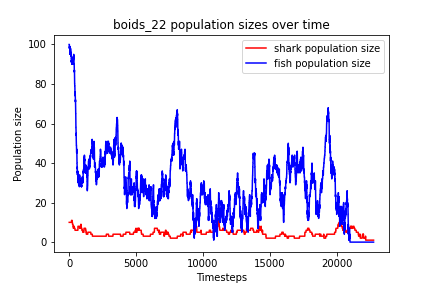 boids_22 population sizes over time
shark population size
fish population size
Population size
100
80
60
40
20
0
0
5000
10000
15000
20000
Timesteps